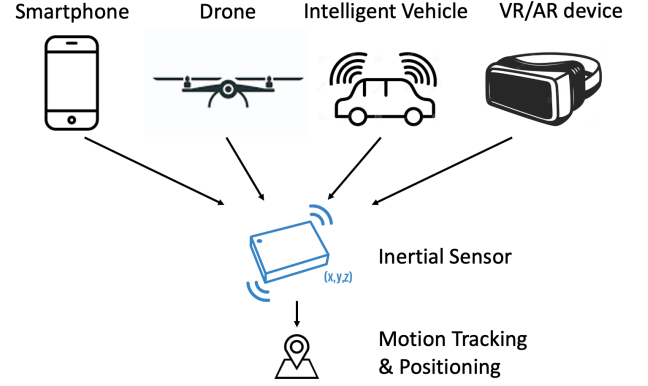 Smartphone
Drone
Intelligent Vehicle
VR/AR device
Inertial Sensor
(x,y,z)
Motion Tracking
& Positioning